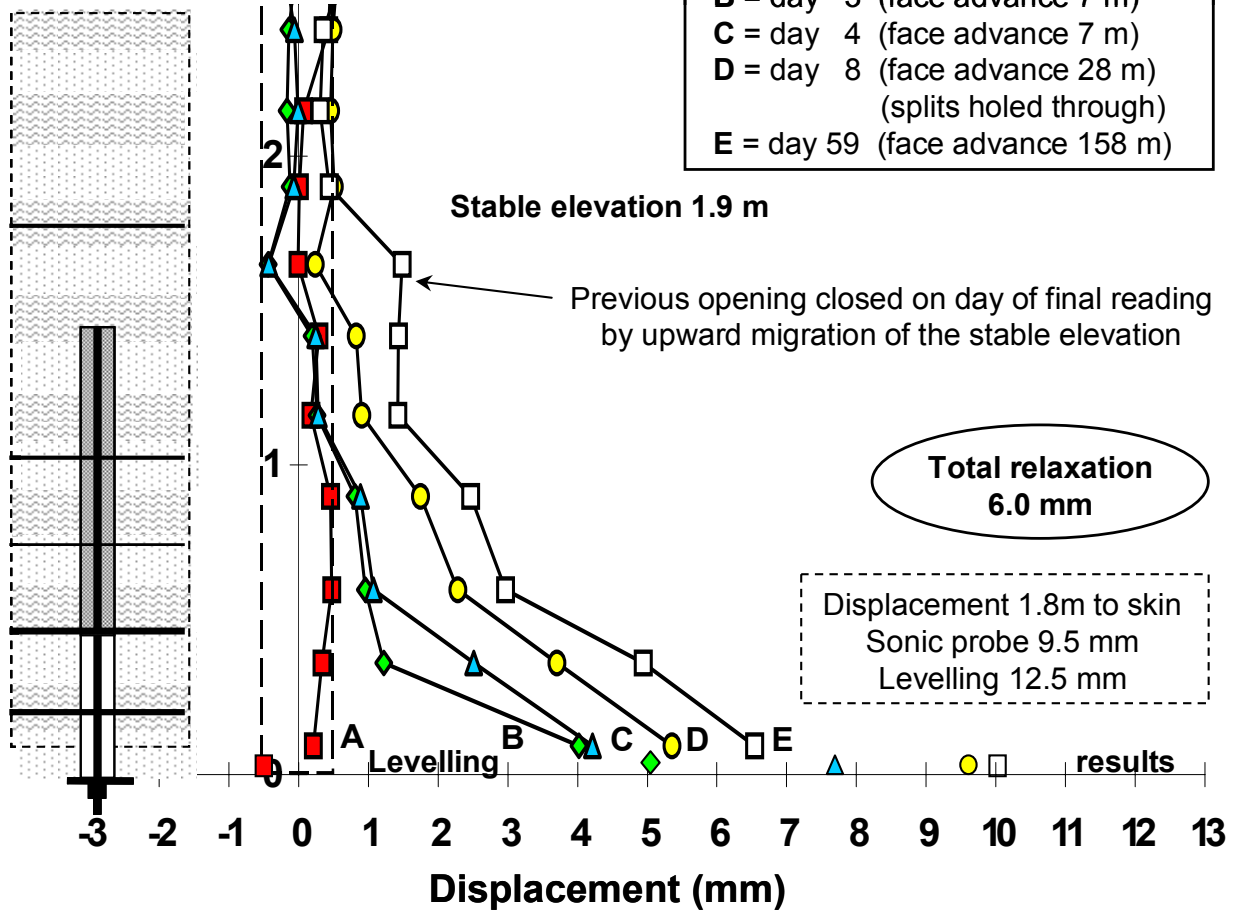 C = day 4 (face advance 7 m)
D = day 8 (face advance 28 m)
(splits holed through)
E = day 59 (face advance 158 m)
2
Stable elevation 1.9 m
Previous opening closed on day of final reading
by upward migration of the stable elevation
1
Total relaxation
6.0 mm
Displacement 1.8m to skin
Sonic probe 9.5 mm
Levelling 12.5 mm
A B C D E
Levelling results
0
-3 -2 -1 0 1 2 3 4 5 6 7 8 9 10 11 12 13
Displacement (mm)